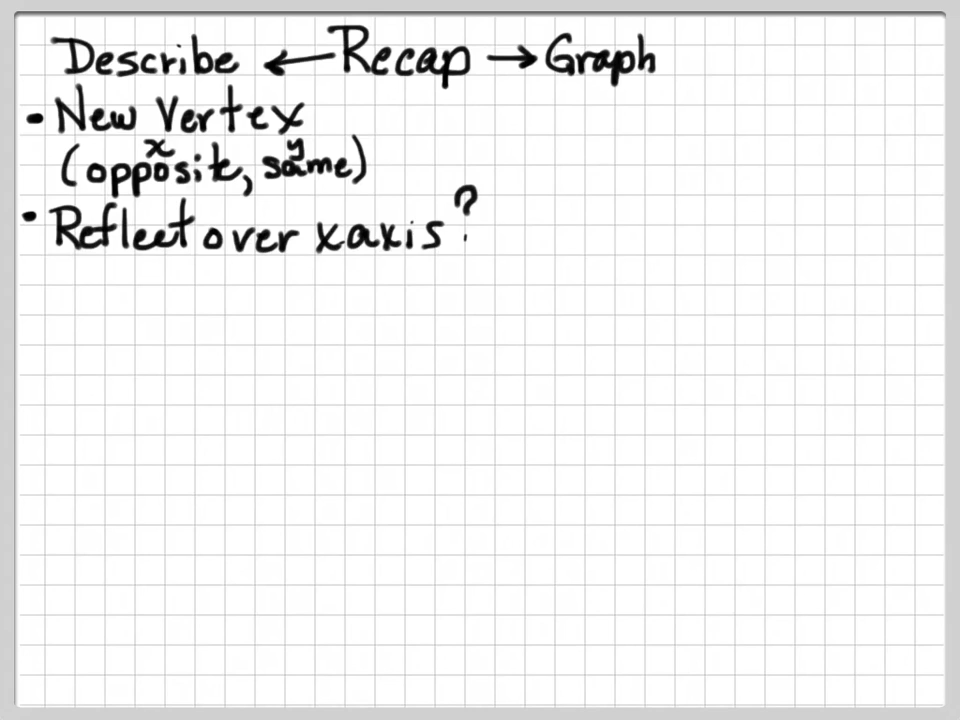 Describe ← Recap → Graph
• New Vertex
x y
(opposite, same)
• Reflect over x axis?